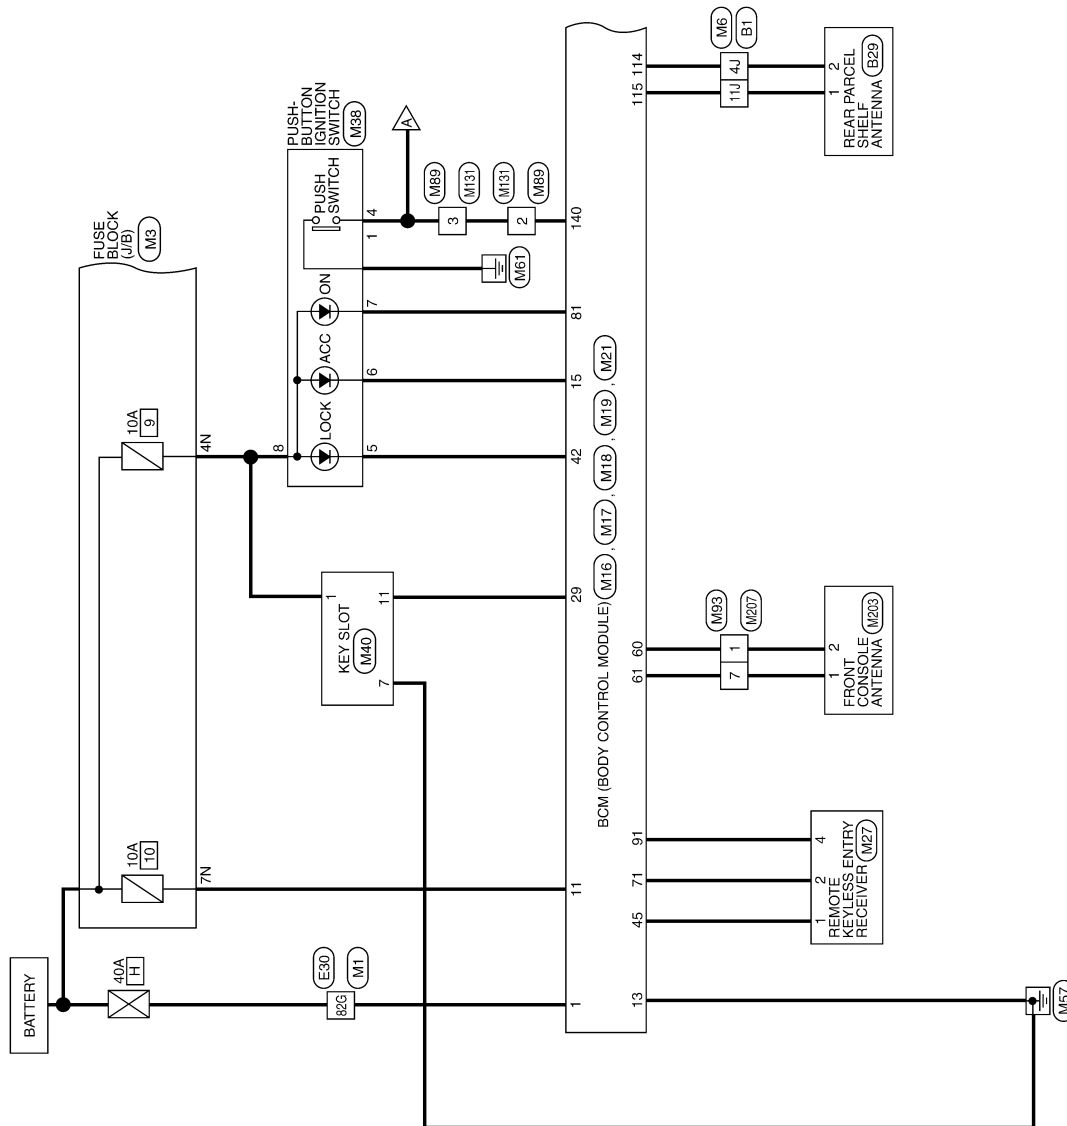 BATTERY
40A
H
E30
82G
M1
1
FUSE
BLOCK
(J/B)
M3
10A
10
7N
11
10A
9
4N
PUSH-
BUTTON
IGNITION
SWITCH
M38
8
LOCK
ACC
ON
PUSH
SWITCH
5
6
7
1
4
A
M89
3
M131
M131
2
M89
M61
KEY SLOT
M40
1
11
7
29
42
15
81
140
BCM (BODY CONTROL MODULE) M16 , M17 , M18 , M19 , M21
13
45
71
91
61
60
115
114
M57
1
2
4
REMOTE
KEYLESS ENTRY
RECEIVER
M27
M93
7
1
M207
1
2
FRONT
CONSOLE
ANTENNA
M203
M6
B1
11J
4J
1
2
REAR PARCEL
SHELF
ANTENNA
B29